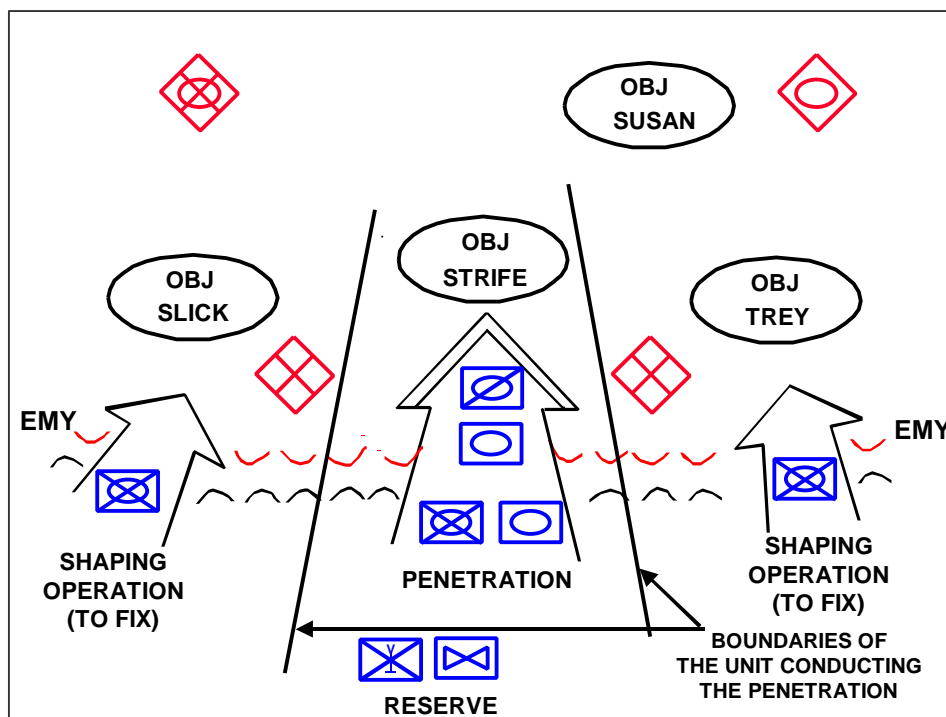 OBJ
SUSAN
OBJ
STRIFE
OBJ
SLICK
OBJ
TREY
EMY
EMY
SHAPING
OPERATION
(TO FIX)
PENETRATION
SHAPING
OPERATION
(TO FIX)
BOUNDARIES OF
THE UNIT CONDUCTING
THE PENETRATION
RESERVE